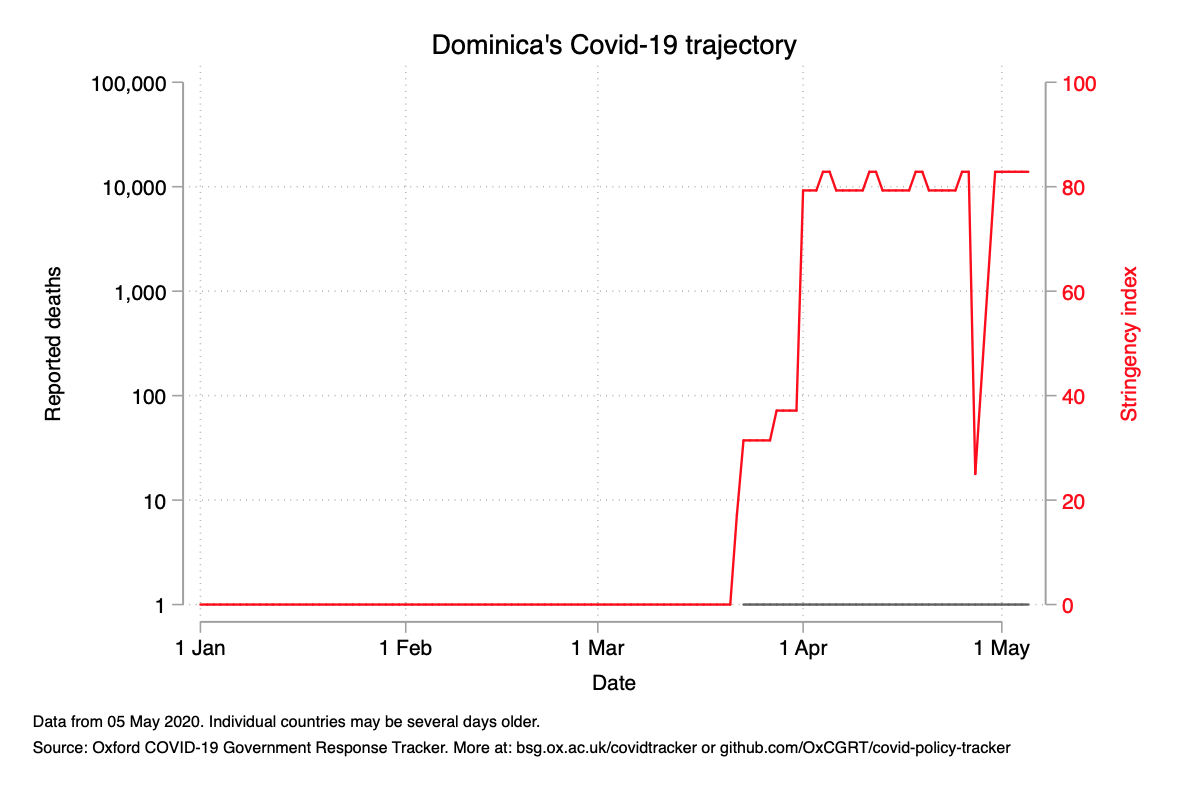 Dominica's Covid-19 trajectory
100,000
10,000
1,000
100
10
1
Reported deaths
100
80
60
40
20
0
Stringency index
1 Jan
1 Feb
1 Mar
1 Apr
1 May
Date
Data from 05 May 2020. Individual countries may be several days older.
Source: Oxford COVID-19 Government Response Tracker. More at: bsg.ox.ac.uk/covidtracker or github.com/OxCGRT/covid-policy-tracker